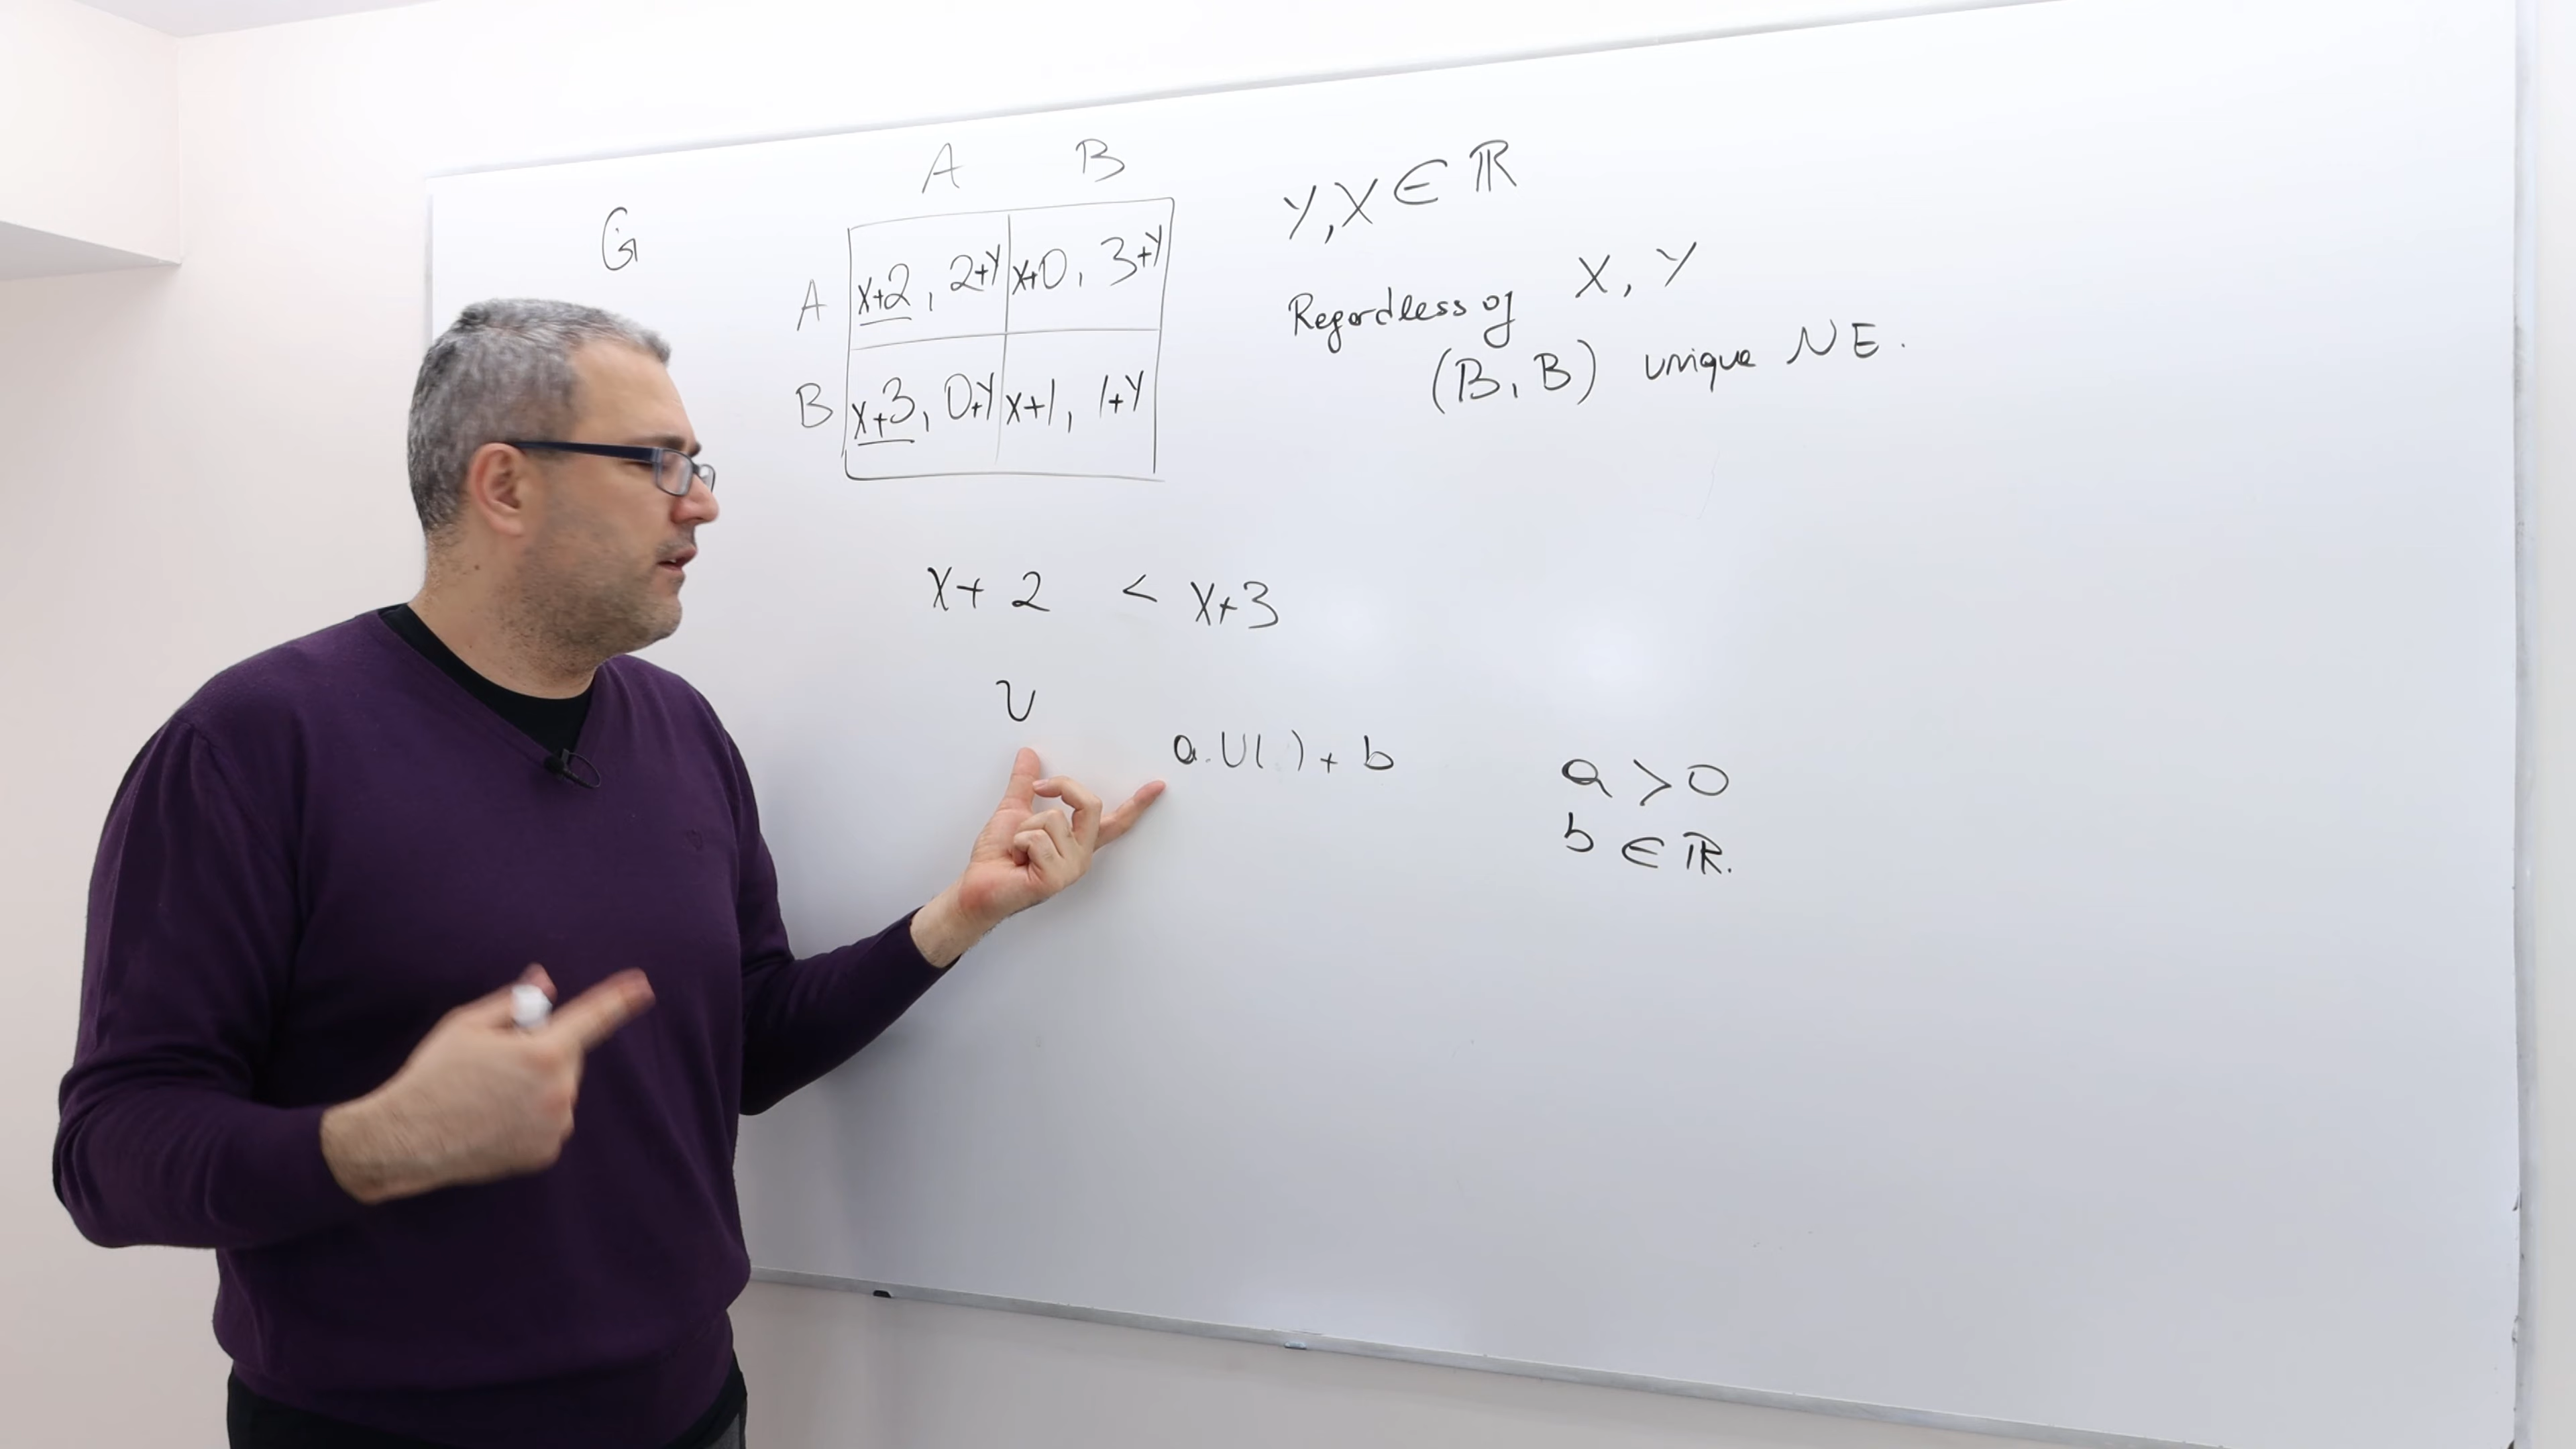 G
A B
A x+2, 2+Y x+0, 3+Y
B x+3, 0+Y x+1, 1+Y
Y, X ∈ ℝ
Regardless of X, Y
(B, B) unique NE.
X+ 2 < X+3
U
a.U(.)+ b
a > 0
b ∈ ℝ.